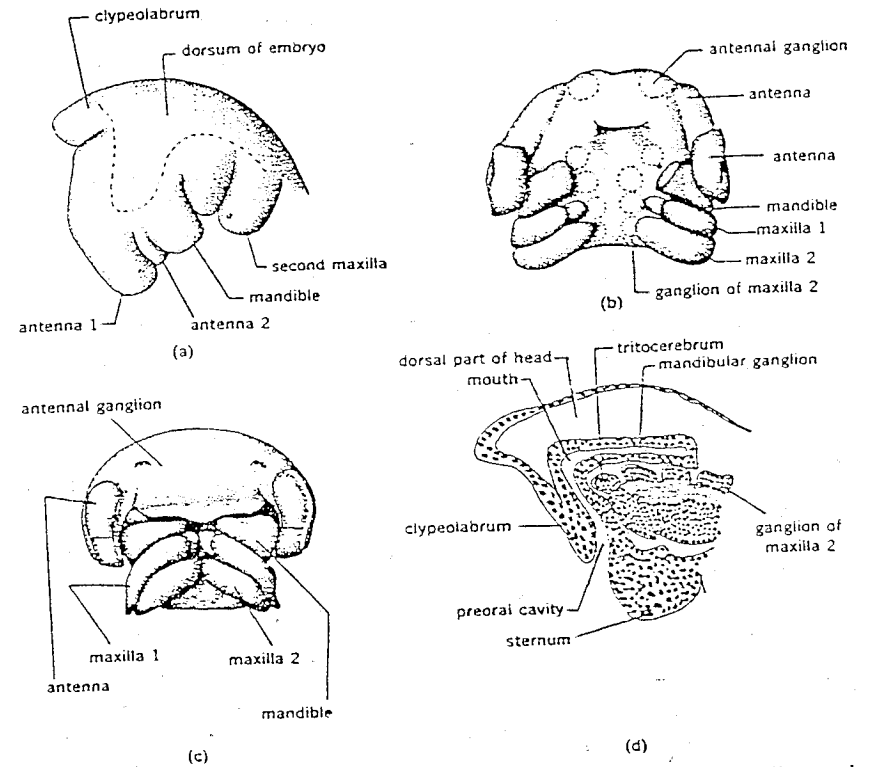 clypeolabrum
dorsum of embryo
second maxilla
mandible
antenna 1
antenna 2
(a)
antennal ganglion
antenna
antenna
mandible
maxilla 1
maxilla 2
ganglion of maxilla 2
(b)
antennal ganglion
maxilla 1
maxilla 2
antenna
mandible
(c)
tritocerebrum
dorsal part of head
mandibular ganglion
mouth
clypeolabrum
ganglion of
maxilla 2
preoral cavity
sternum
(d)